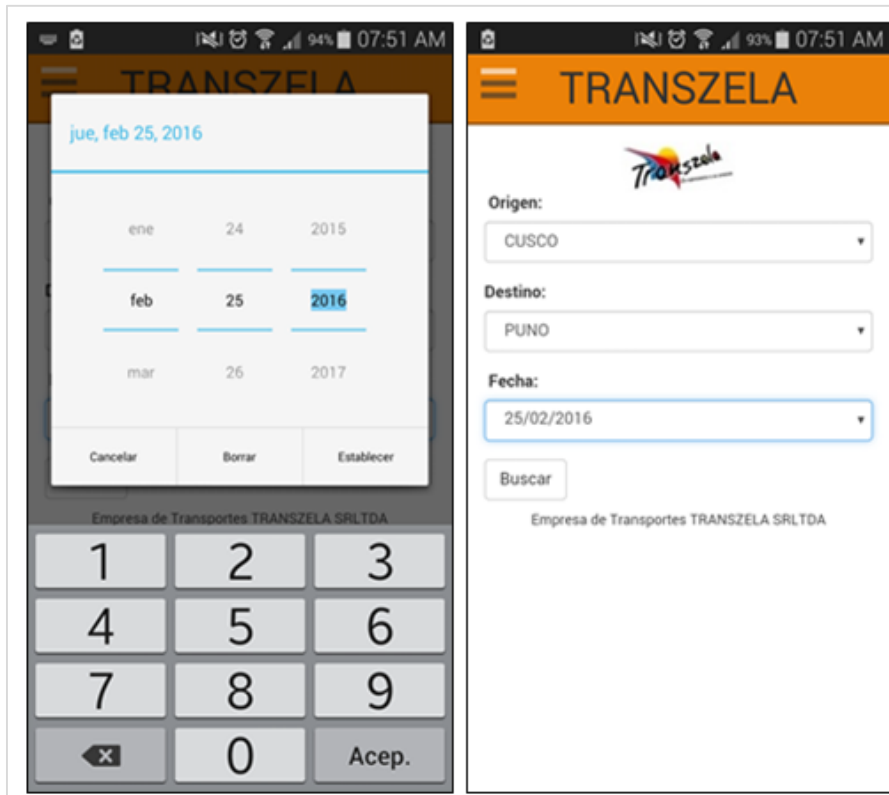 94% 07:51 AM
TRANSZELA
jue, feb 25, 2016
ene 24 2015
feb 25 2016
mar 26 2017
Cancelar Borrar Establecer
Empresa de Transportes TRANSZELA SRLTDA
1 2 3
4 5 6
7 8 9
0 Acep.
93% 07:51 AM
TRANSZELA
Transzela
Origen:
CUSCO
Destino:
PUNO
Fecha:
25/02/2016
Buscar
Empresa de Transportes TRANSZELA SRLTDA